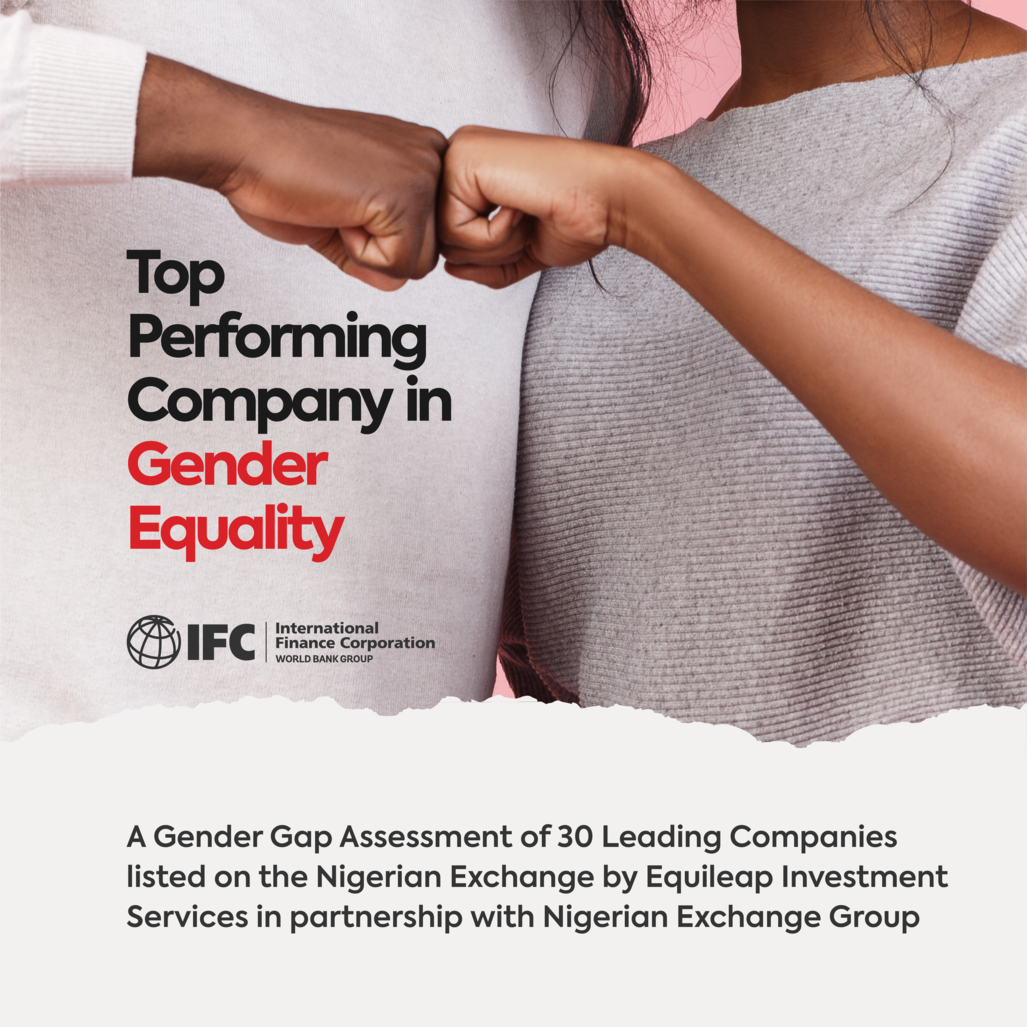 Top
Performing
Company in
Gender
Equality
IFC
International
Finance Corporation
WORLD BANK GROUP
A Gender Gap Assessment of 30 Leading Companies
listed on the Nigerian Exchange by Equileap Investment
Services in partnership with Nigerian Exchange Group